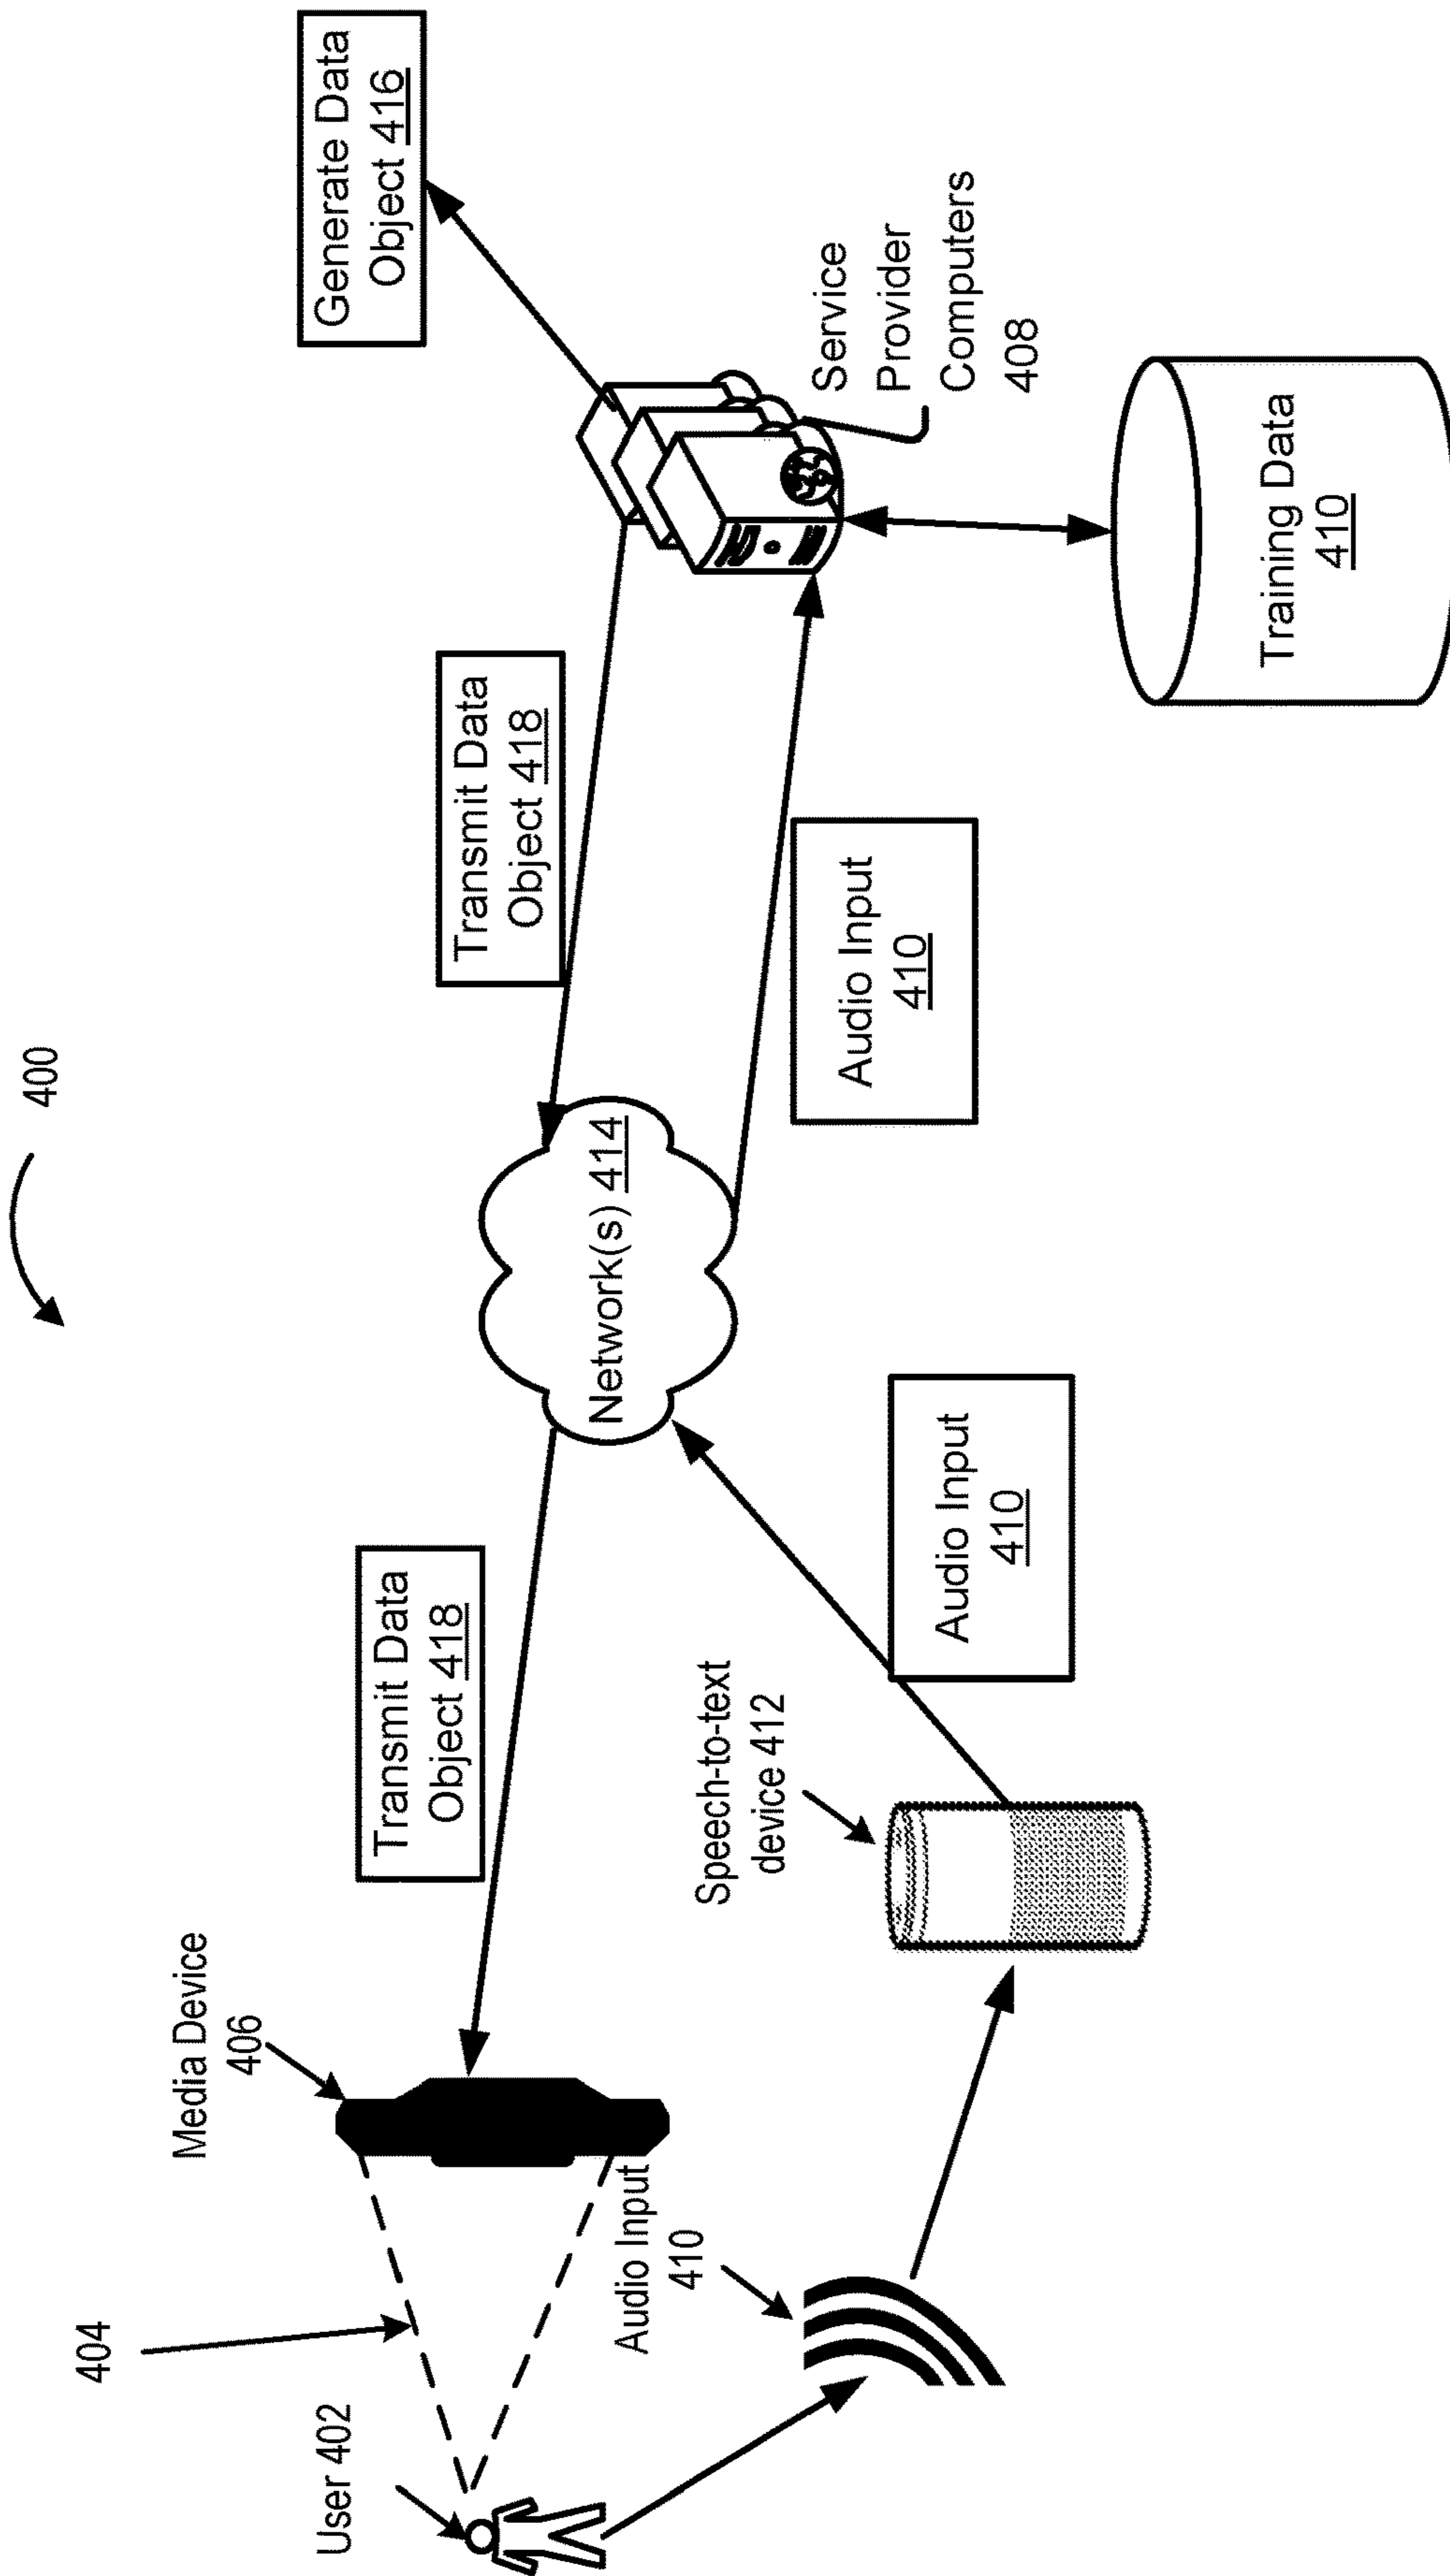 400
404
User 402
Media Device
406
Audio Input
410
Transmit Data
Object 418
Speech-to-text
device 412
Audio Input
410
Network(s) 414
Transmit Data
Object 418
Audio Input
410
Generate Data
Object 416
Service
Provider
Computers
408
Training Data
410